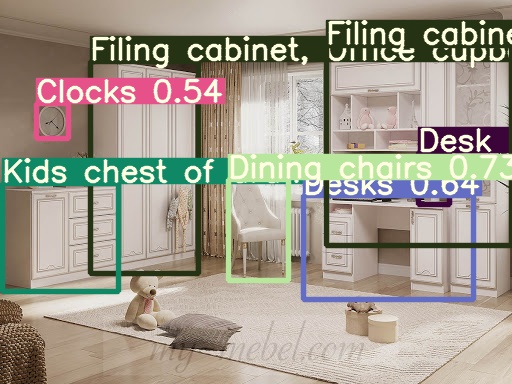 Filing cabinet,
Filing cabine
Office cupb
Clocks 0.54
Desk
Kids chest of
Dining chairs 0.73
Desks 0.64